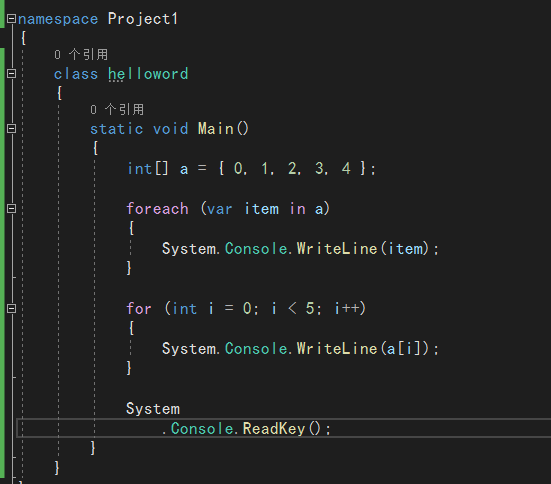 namespace Project1
{
0 个引用
class helloword
{
0 个引用
static void Main()
{
int[] a = { 0, 1, 2, 3, 4 };
foreach (var item in a)
{
System.Console.WriteLine(item);
}
for (int i = 0; i < 5; i++)
{
System.Console.WriteLine(a[i]);
}
System
.Console.ReadKey();
}
}
}